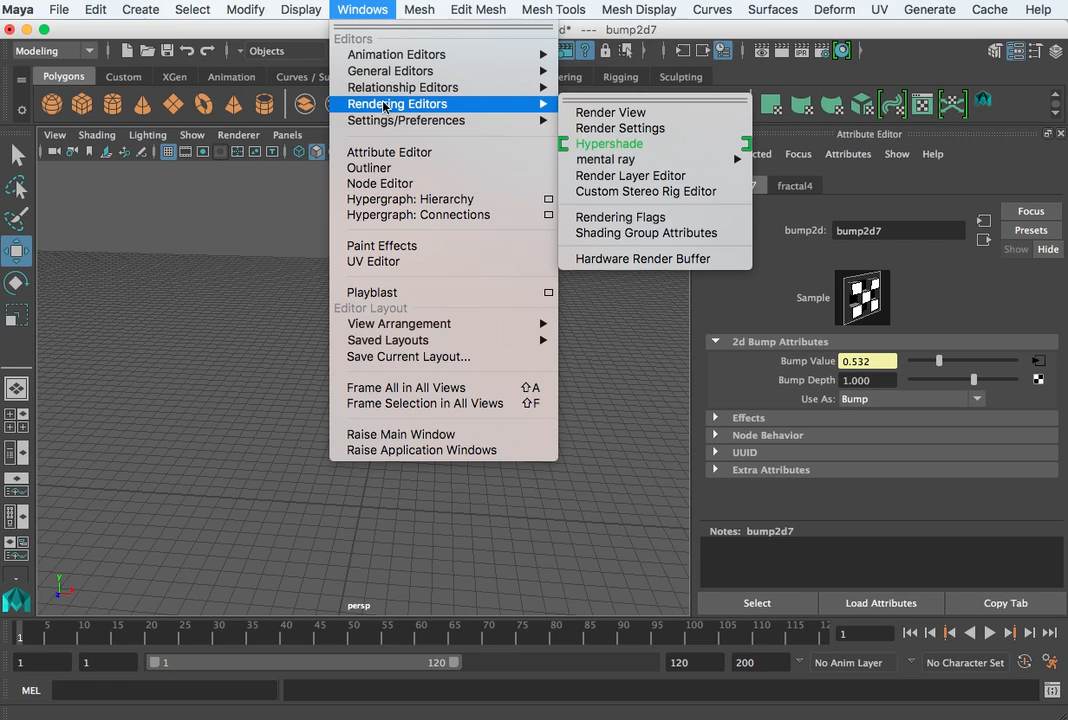 Maya File Edit Create Select Modify Display Windows Mesh Edit Mesh Mesh Tools Mesh Display Curves Surfaces Deform UV Generate Cache Help
d* --- bump2d7
Modeling Objects
Polygons Custom XGen Animation Curves / Su ering Rigging Sculpting
View Shading Lighting Show Renderer Panels
Editors
Animation Editors
General Editors
Relationship Editors
Rendering Editors
Settings/Preferences
Attribute Editor
Outliner
Node Editor
Hypergraph: Hierarchy
Hypergraph: Connections
Paint Effects
UV Editor
Playblast
Editor Layout
View Arrangement
Saved Layouts
Save Current Layout...
Frame All in All Views ⇧A
Frame Selection in All Views ⇧F
Raise Main Window
Raise Application Windows
Render View
Render Settings
Hypershade
mental ray
Render Layer Editor
Custom Stereo Rig Editor
Rendering Flags
Shading Group Attributes
Hardware Render Buffer
Attribute Editor
cted Focus Attributes Show Help
7 fractal4
Focus
Presets
Show Hide
bump2d: bump2d7
Sample
2d Bump Attributes
Bump Value 0.532
Bump Depth 1.000
Use As: Bump
Effects
Node Behavior
UUID
Extra Attributes
Notes: bump2d7
Select Load Attributes Copy Tab
y
persp
5 10 15 20 25 30 35 40 45 50 55 60 65 70 75 80 85 90 95 100 105 110 115 12
1 1
1 1 1 120 120 200 No Anim Layer No Character Set
MEL